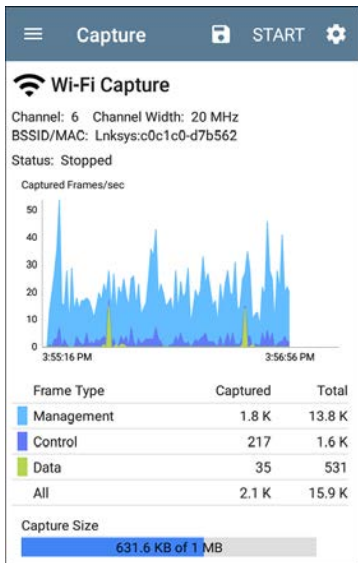 Capture START
Wi-Fi Capture
Channel: 6 Channel Width: 20 MHz
BSSID/MAC: Lnksys:c0c1c0-d7b562
Status: Stopped
Captured Frames/sec
50
40
30
20
10
0
3:55:16 PM 3:56:56 PM
Frame Type Captured Total
Management 1.8 K 13.8 K
Control 217 1.6 K
Data 35 531
All 2.1 K 15.9 K
Capture Size
631.6 KB of 1 MB